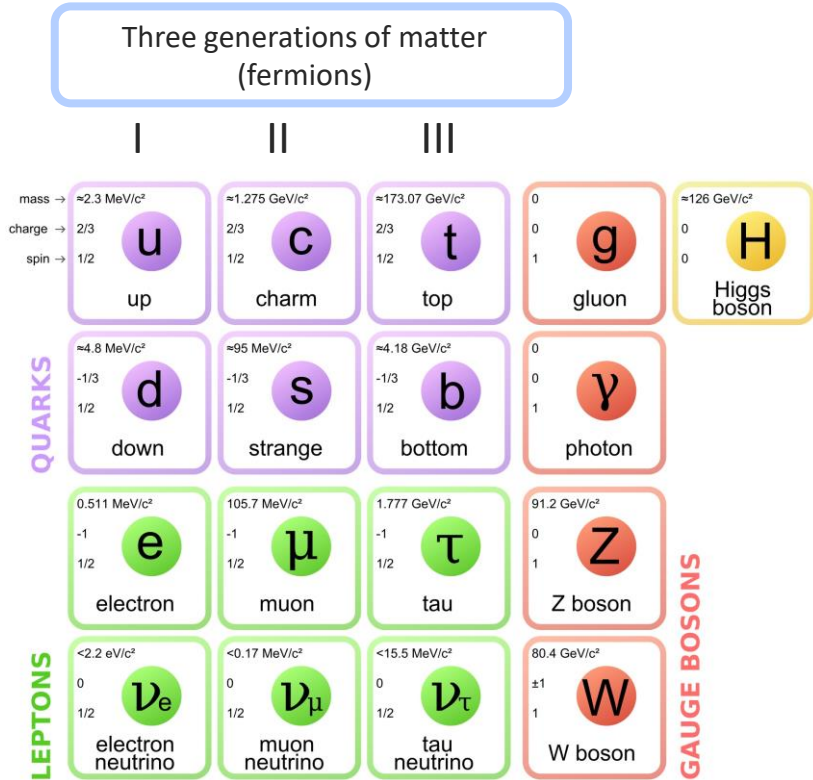 Three generations of matter
(fermions)
I II III
mass → ≈2.3 MeV/c²
charge → 2/3
spin → 1/2
u
up
≈1.275 GeV/c²
2/3
1/2
c
charm
≈173.07 GeV/c²
2/3
1/2
t
top
0
0
1
g
gluon
≈126 GeV/c²
0
0
H
Higgs
boson
QUARKS
≈4.8 MeV/c²
-1/3
1/2
d
down
≈95 MeV/c²
-1/3
1/2
s
strange
≈4.18 GeV/c²
-1/3
1/2
b
bottom
0
0
1
γ
photon
0.511 MeV/c²
-1
1/2
e
electron
105.7 MeV/c²
-1
1/2
μ
muon
1.777 GeV/c²
-1
1/2
τ
tau
91.2 GeV/c²
0
1
Z
Z boson
LEPTONS
<2.2 eV/c²
0
1/2
νe
electron
neutrino
<0.17 MeV/c²
0
1/2
νμ
muon
neutrino
<15.5 MeV/c²
0
1/2
ντ
tau
neutrino
80.4 GeV/c²
±1
1
W
W boson
GAUGE BOSONS